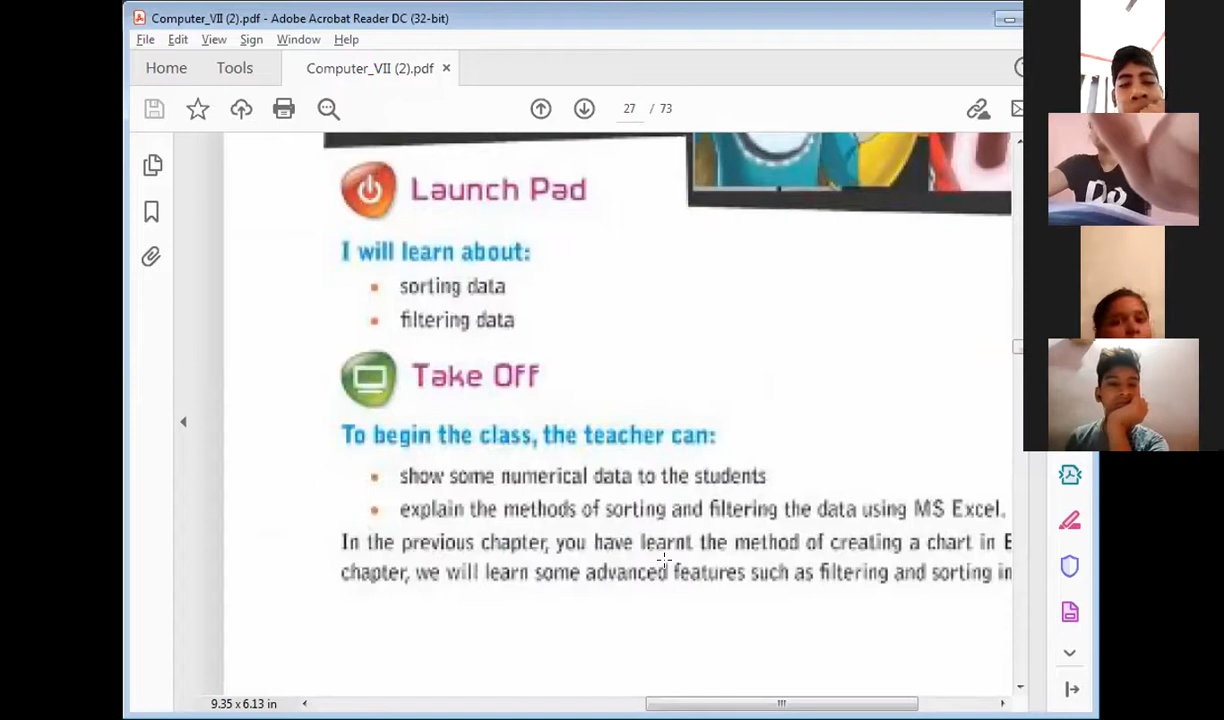 Computer_VII (2).pdf - Adobe Acrobat Reader DC (32-bit)
File Edit View Sign Window Help
Home Tools Computer_VII (2).pdf ×
27 / 73
Launch Pad
I will learn about:
• sorting data
• filtering data
Take Off
To begin the class, the teacher can:
• show some numerical data to the students
• explain the methods of sorting and filtering the data using MS Excel.
In the previous chapter, you have learnt the method of creating a chart in
chapter, we will learn some advanced features such as filtering and sorting in
9.35 x 6.13 in